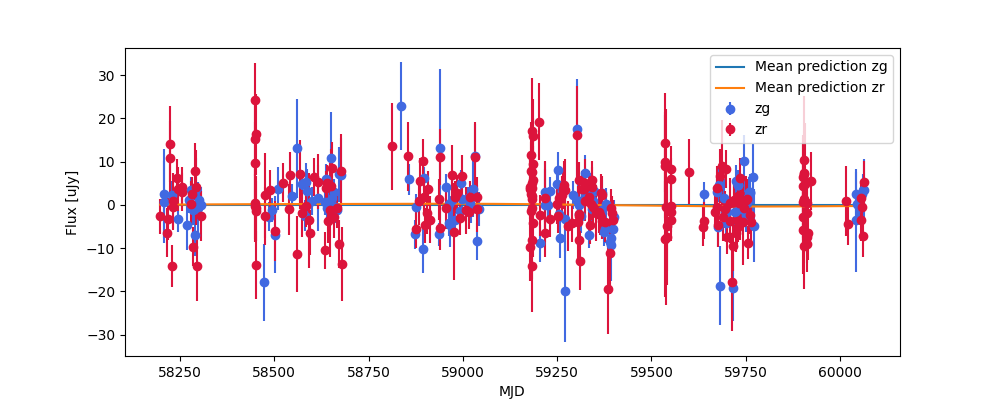 Mean prediction zg
Mean prediction zr
zg
zr
Flux [uJy]
30
20
10
0
−10
−20
−30
58250
58500
58750
59000
59250
59500
59750
60000
MJD